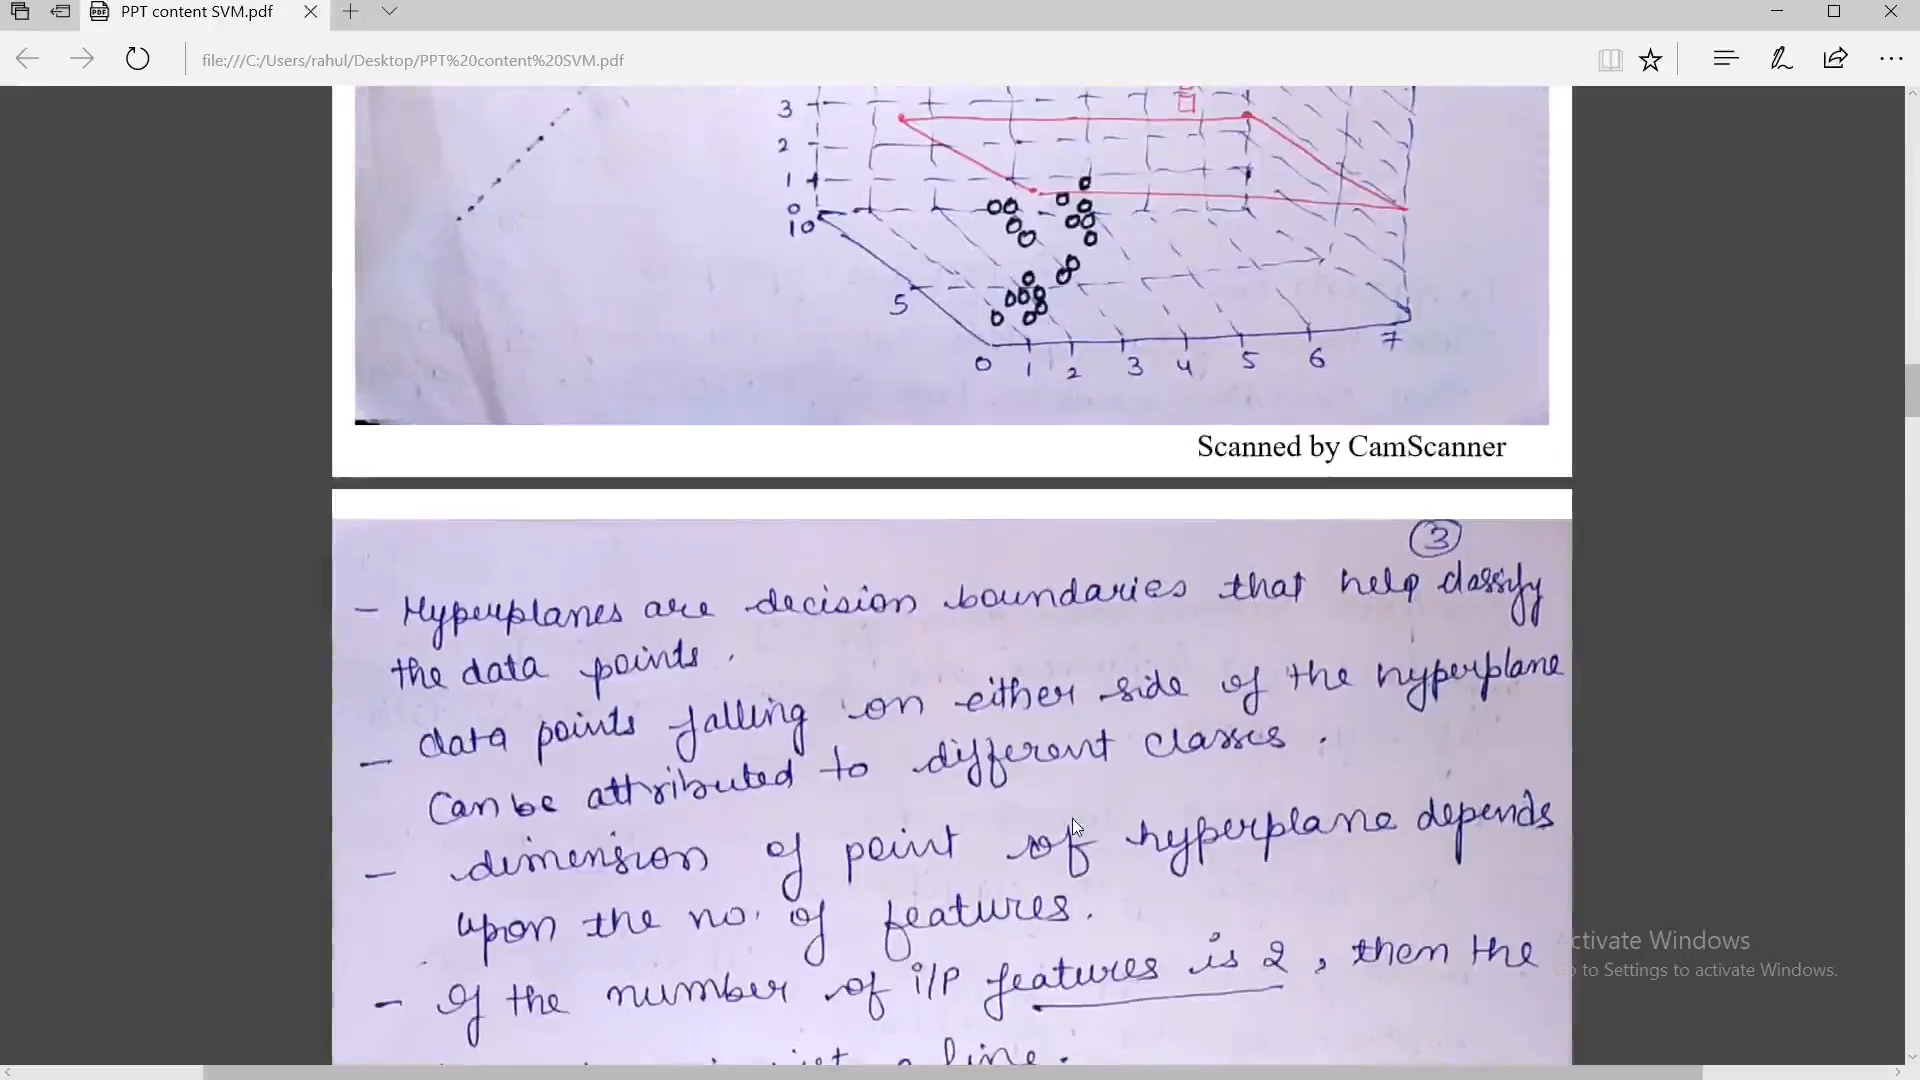 PPT content SVM.pdf
file:///C:/Users/rahul/Desktop/PPT%20content%20SVM.pdf
3
2
1
0
10
5
0 1 2 3 4 5 6 7
Scanned by CamScanner
3
- Hyperplanes are decision boundaries that help classify
the data points.
- data points falling on either side of the hyperplane
Can be attributed to different classes.
- dimension of point of hyperplane depends
upon the no. of features.
- If the number of i/p features is 2, then the
a line.
Activate Windows
to Settings to activate Windows.